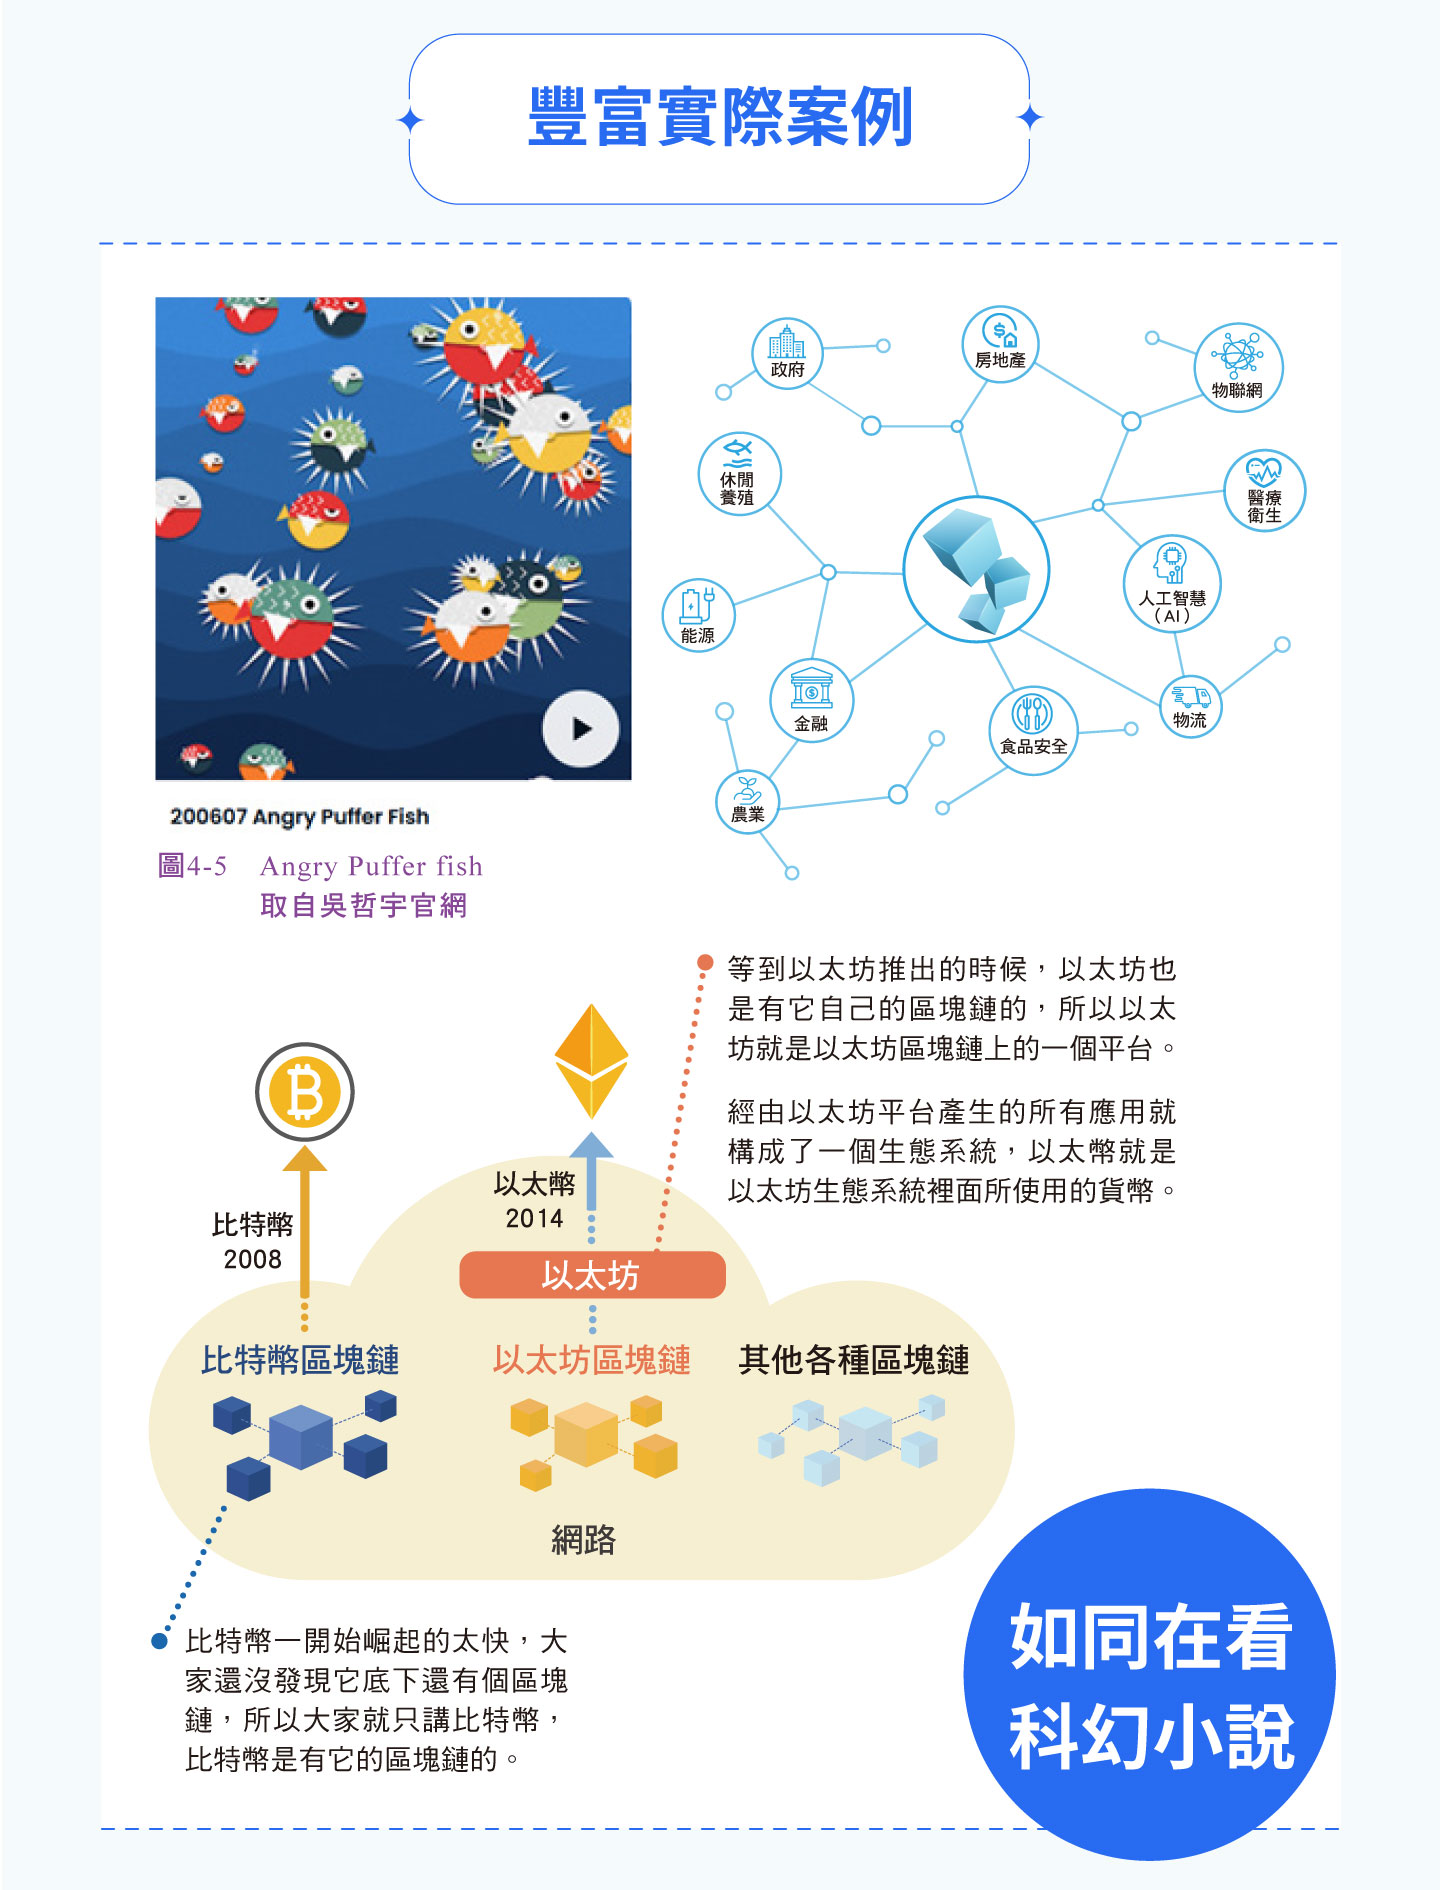 豐富實際案例
200607 Angry Puffer Fish
圖4-5 Angry Puffer fish
取自吳哲宇官網
政府
房地產
物聯網
休閒
養殖
醫療
衛生
人工智慧
（AI）
能源
金融
物流
食品安全
農業
等到以太坊推出的時候，以太坊也
是有它自己的區塊鏈的，所以以太
坊就是以太坊區塊鏈上的一個平台。
經由以太坊平台產生的所有應用就
構成了一個生態系統，以太幣就是
以太坊生態系統裡面所使用的貨幣。
比特幣
2008
以太幣
2014
以太坊
比特幣區塊鏈
以太坊區塊鏈
其他各種區塊鏈
網路
比特幣一開始崛起的太快，大
家還沒發現它底下還有個區塊
鏈，所以大家就只講比特幣，
比特幣是有它的區塊鏈的。
如同在看
科幻小說